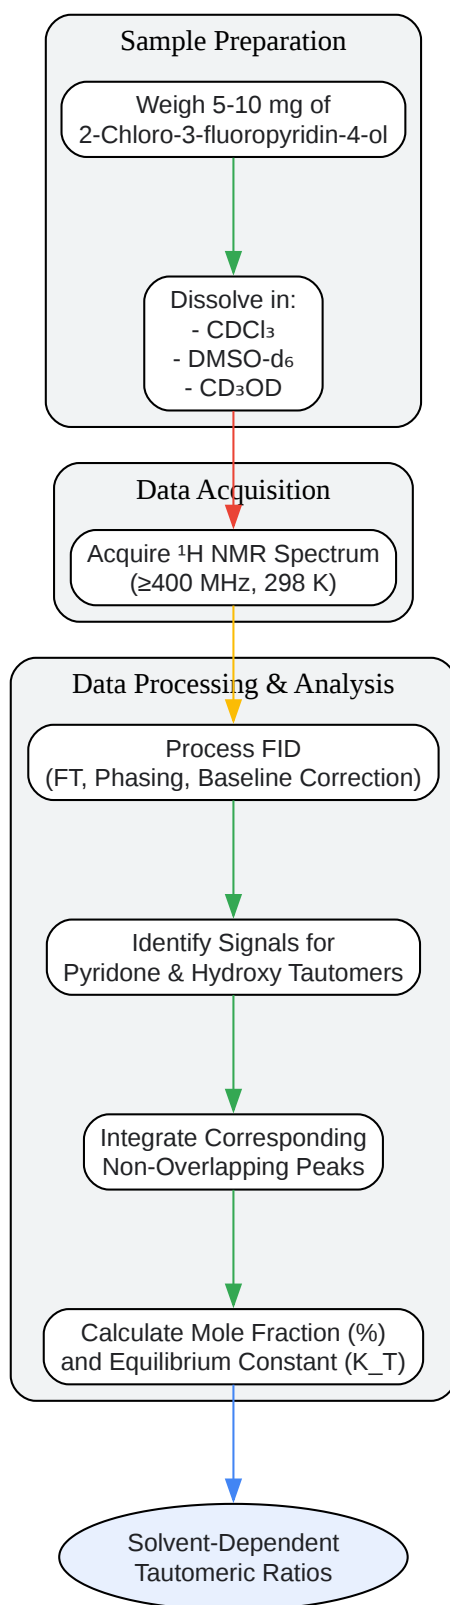 Sample Preparation
Weigh 5-10 mg of
2-Chloro-3-fluoropyridin-4-ol
Dissolve in:
- CDCl₃
- DMSO-d₆
- CD₃OD
Data Acquisition
Acquire ¹H NMR Spectrum
(≥400 MHz, 298 K)
Data Processing & Analysis
Process FID
(FT, Phasing, Baseline Correction)
Identify Signals for
Pyridone & Hydroxy Tautomers
Integrate Corresponding
Non-Overlapping Peaks
Calculate Mole Fraction (%)
and Equilibrium Constant (K_T)
Solvent-Dependent
Tautomeric Ratios